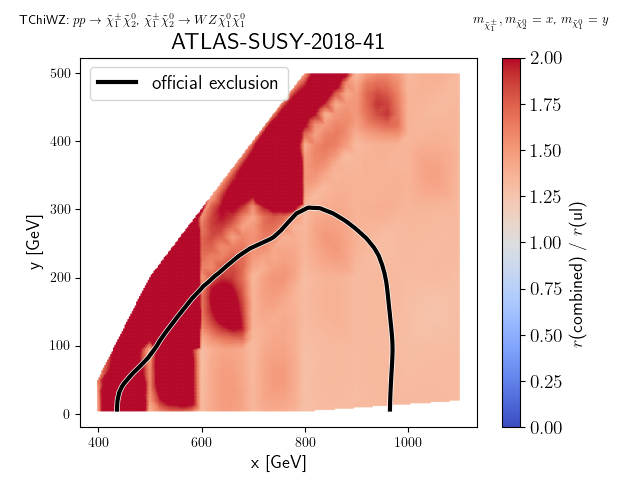 TChiWZ: $pp \rightarrow \tilde{\chi}_1^{\pm} \tilde{\chi}_2^0$, $\tilde{\chi}_1^{\pm} \tilde{\chi}_2^0 \rightarrow WZ \tilde{\chi}_1^0 \tilde{\chi}_1^0$
$m_{\tilde{\chi}_1^{\pm}}, m_{\tilde{\chi}_2^0} = x$, $m_{\tilde{\chi}_1^0} = y$
ATLAS-SUSY-2018-41
official exclusion
500
400
300
200
100
0
y [GeV]
400
600
800
1000
x [GeV]
2.00
1.75
1.50
1.25
1.00
0.75
0.50
0.25
0.00
r(combined) / r(ul)